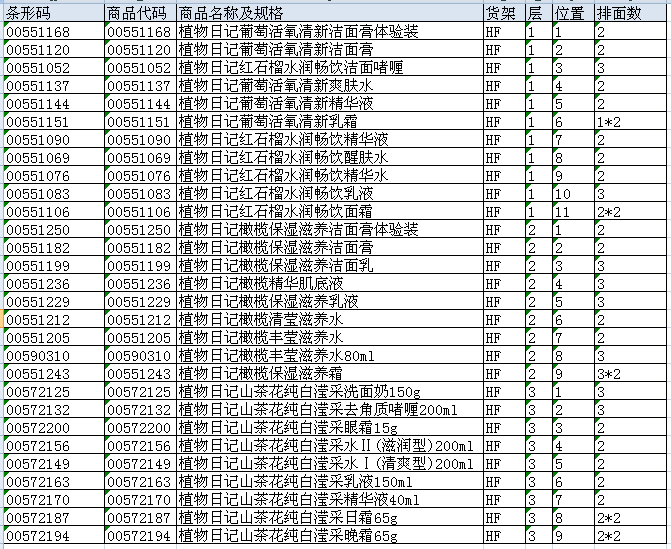 条形码 商品代码 商品名称及规格 货架 层 位置 排面数
00551168 00551168 植物日记葡萄活氧清新洁面膏体验装 HF 1 1 2
00551120 00551120 植物日记葡萄活氧清新洁面膏 HF 1 2 2
00551052 00551052 植物日记红石榴水润畅饮洁面啫喱 HF 1 3 3
00551137 00551137 植物日记葡萄活氧清新爽肤水 HF 1 4 2
00551144 00551144 植物日记葡萄活氧清新精华液 HF 1 5 2
00551151 00551151 植物日记葡萄活氧清新乳霜 HF 1 6 1*2
00551090 00551090 植物日记红石榴水润畅饮精华液 HF 1 7 2
00551069 00551069 植物日记红石榴水润畅饮醒肤水 HF 1 8 2
00551076 00551076 植物日记红石榴水润畅饮精华水 HF 1 9 2
00551083 00551083 植物日记红石榴水润畅饮乳液 HF 1 10 3
00551106 00551106 植物日记红石榴水润畅饮面霜 HF 1 11 2*2
00551250 00551250 植物日记橄榄保湿滋养洁面膏体验装 HF 2 1 2
00551182 00551182 植物日记橄榄保湿滋养洁面膏 HF 2 2 2
00551199 00551199 植物日记橄榄保湿滋养洁面乳 HF 2 3 3
00551236 00551236 植物日记橄榄精华肌底液 HF 2 4 3
00551229 00551229 植物日记橄榄保湿滋养乳液 HF 2 5 3
00551212 00551212 植物日记橄榄清莹滋养水 HF 2 6 2
00551205 00551205 植物日记橄榄丰莹滋养水 HF 2 7 2
00590310 00590310 植物日记橄榄丰莹滋养水80ml HF 2 8 3
00551243 00551243 植物日记橄榄保湿滋养霜 HF 2 9 3*2
00572125 00572125 植物日记山茶花纯白滢采洗面奶150g HF 3 1 3
00572132 00572132 植物日记山茶花纯白滢采去角质啫喱200ml HF 3 2 3
00572200 00572200 植物日记山茶花纯白滢采眼霜15g HF 3 3 2
00572156 00572156 植物日记山茶花纯白滢采水Ⅱ(滋润型)200ml HF 3 4 2
00572149 00572149 植物日记山茶花纯白滢采水Ⅰ(清爽型)200ml HF 3 5 2
00572163 00572163 植物日记山茶花纯白滢采乳液150ml HF 3 6 2
00572170 00572170 植物日记山茶花纯白滢采精华液40ml HF 3 7 2
00572187 00572187 植物日记山茶花纯白滢采日霜65g HF 3 8 2*2
00572194 00572194 植物日记山茶花纯白滢采晚霜65g HF 3 9 2*2